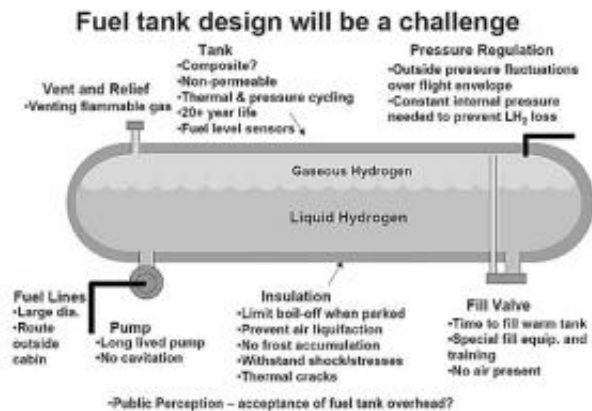 Fuel tank design will be a challenge
Tank
•Composite?
•Non-permeable
•Thermal & pressure cycling
•20+ year life
•Fuel level sensors
Pressure Regulation
•Outside pressure fluctuations
over flight envelope
•Constant internal pressure
needed to prevent LH2 loss
Vent and Relief
•Venting flammable gas
Gaseous Hydrogen
Liquid Hydrogen
Fuel Lines
•Large dia.
•Route
outside
cabin
Pump
•Long lived pump
•No cavitation
Insulation
•Limit boil-off when parked
•Prevent air liquifaction
•No frost accumulation
•Withstand shock/stresses
•Thermal cracks
Fill Valve
•Time to fill warm tank
•Special fill equip. and
training
•No air present
•Public Perception – acceptance of fuel tank overhead?